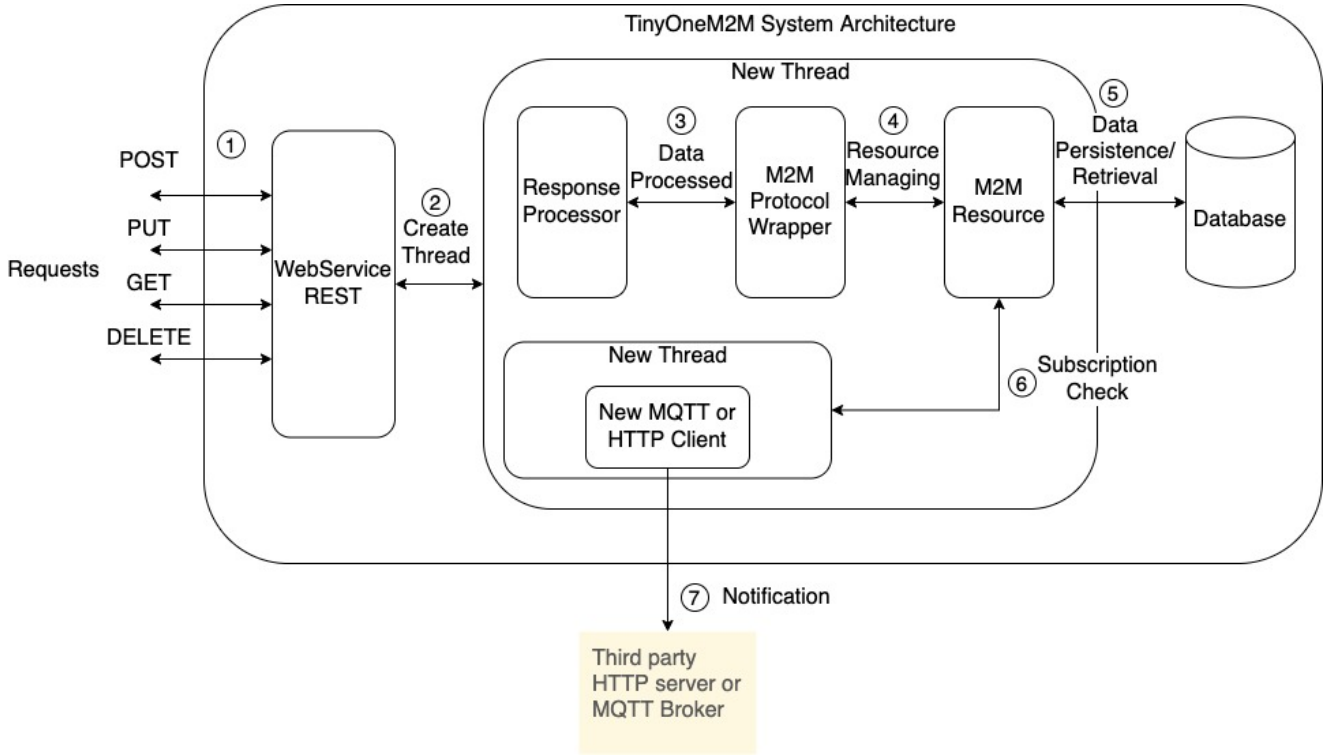 TinyOneM2M System Architecture
New Thread
1
POST
PUT
Requests
GET
DELETE
WebService
REST
2
Create
Thread
Response
Processor
3
Data
Processed
M2M
Protocol
Wrapper
4
Resource
Managing
M2M
Resource
5
Data
Persistence/
Retrieval
Database
New Thread
New MQTT or
HTTP Client
6
Subscription
Check
7
Notification
Third party
HTTP server or
MQTT Broker